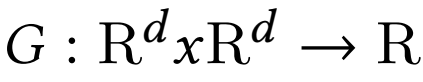 G : R^d x R^d → R